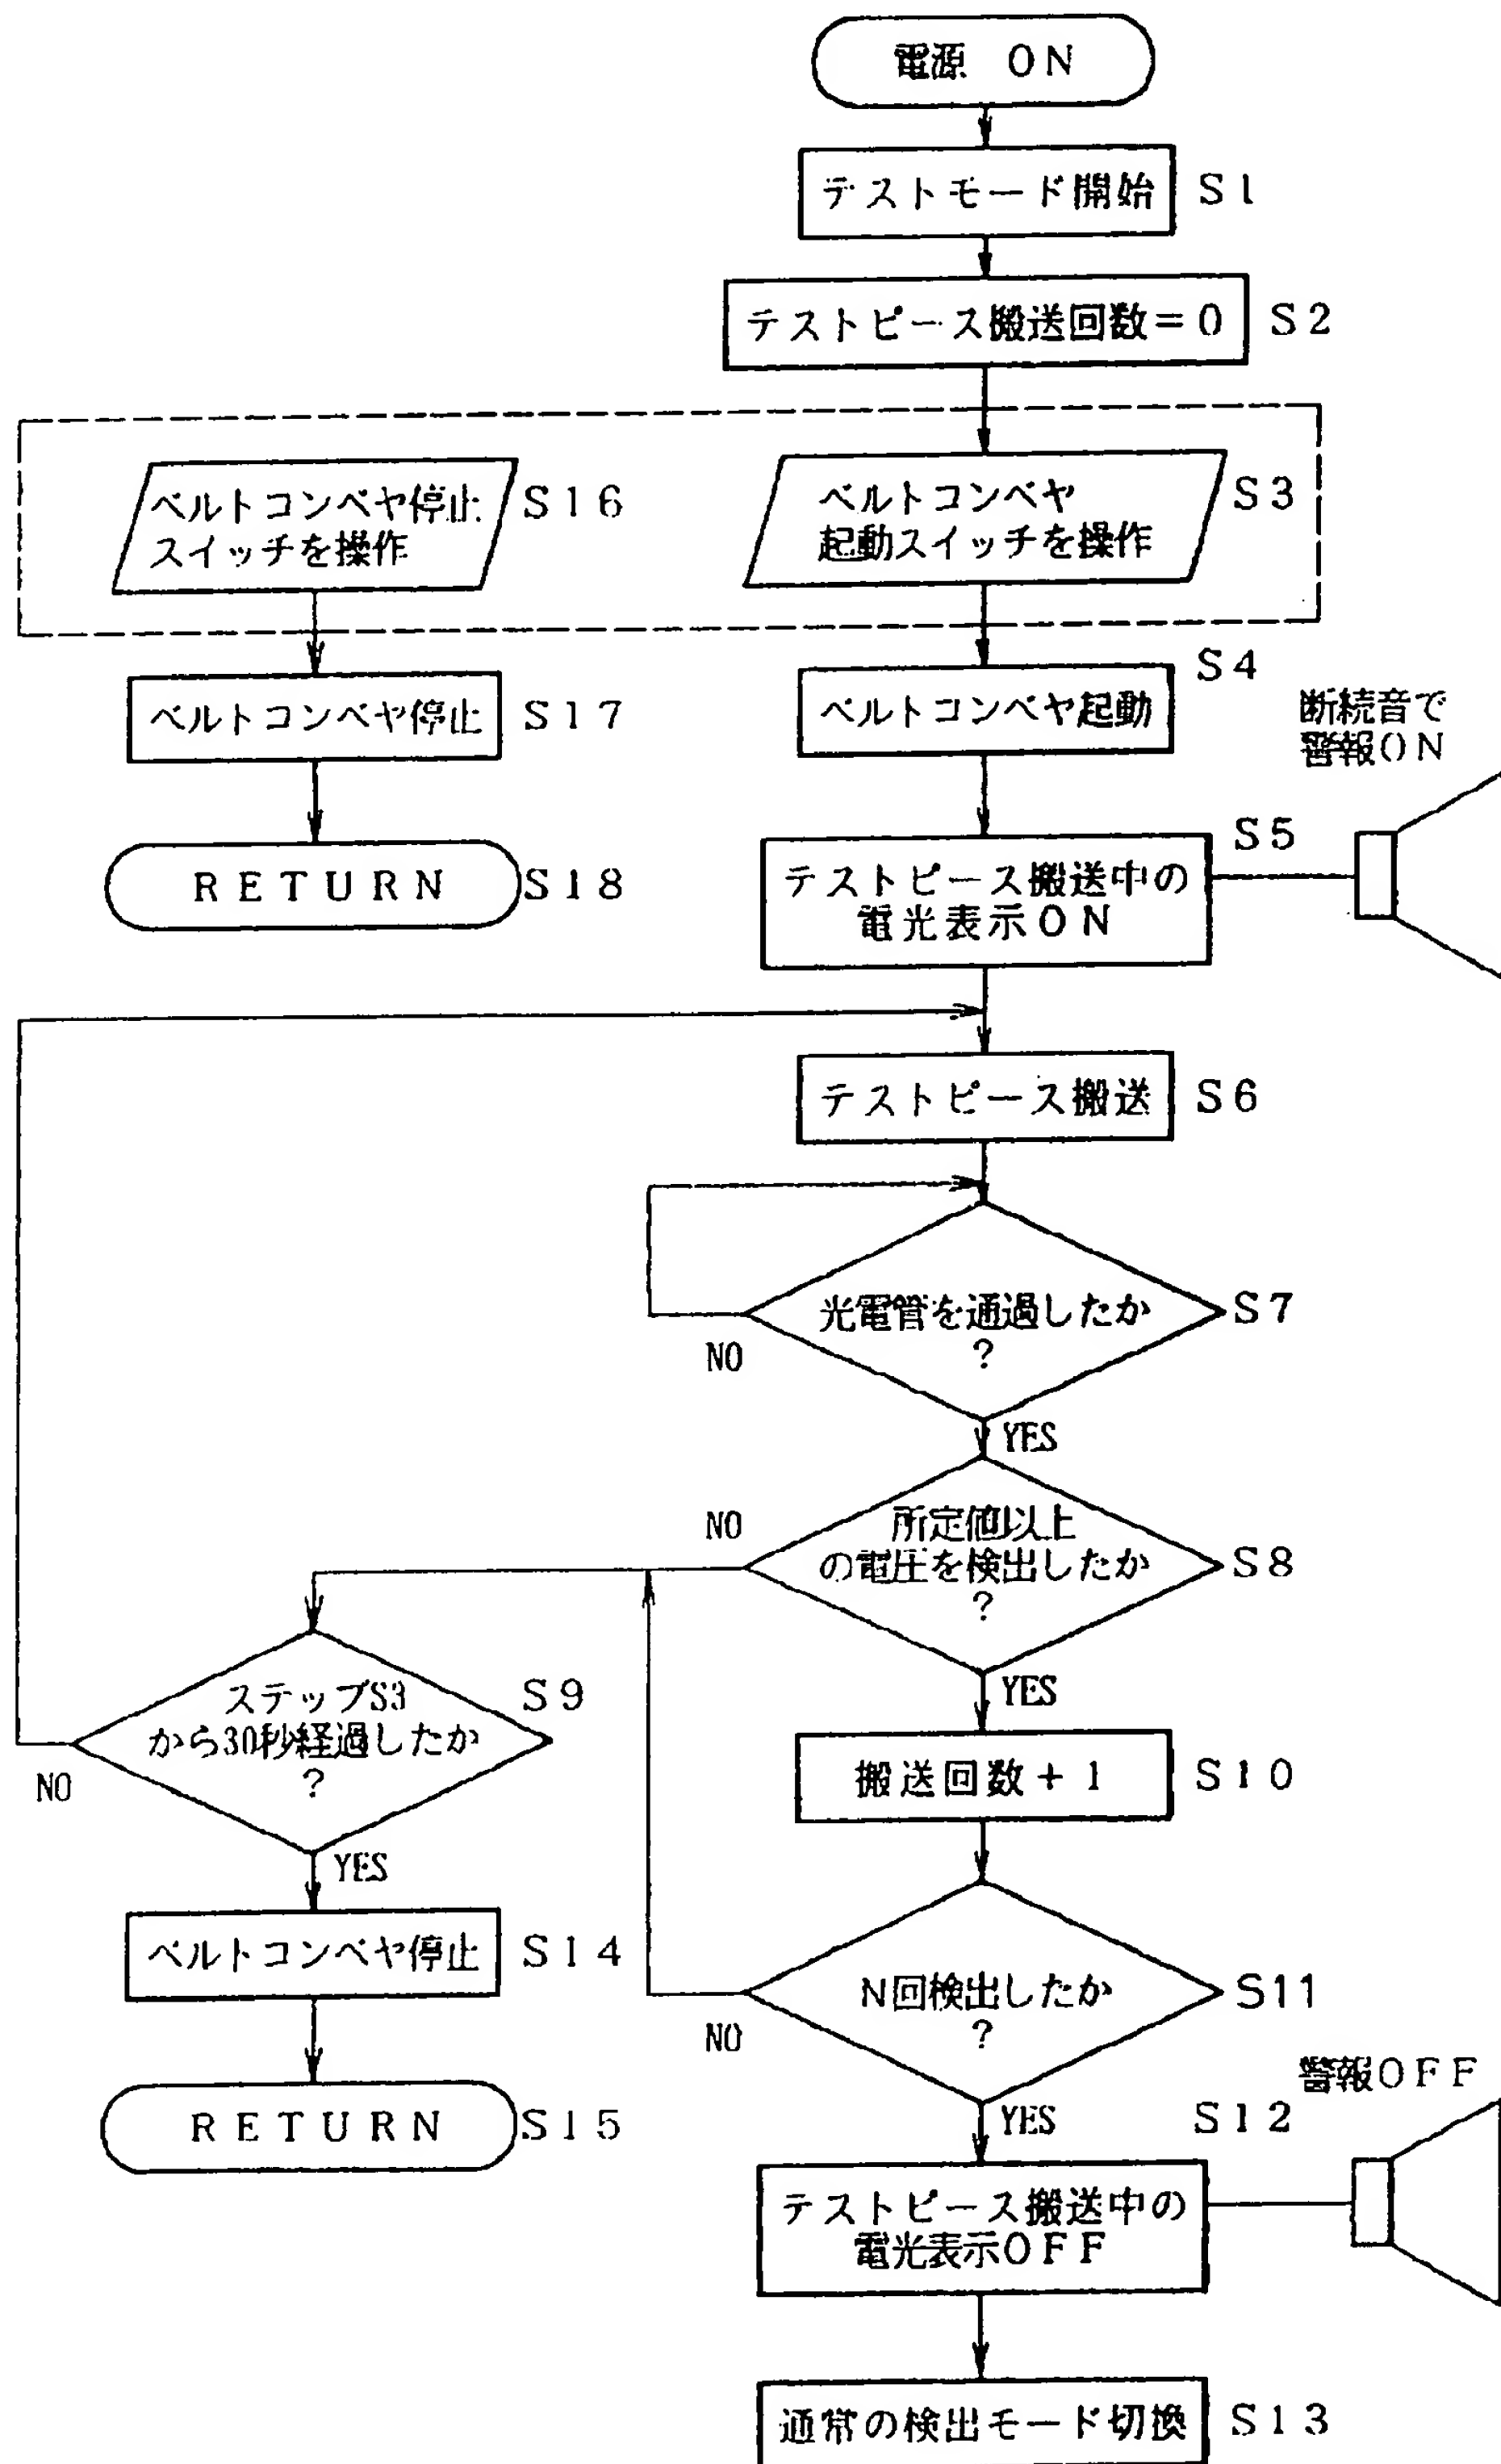 電源 ON
テストモード開始 S1
テストピース搬送回数=0 S2
ベルトコンベヤ停止
スイッチを操作
S16
ベルトコンベヤ
起動スイッチを操作
S3
ベルトコンベヤ停止 S17
ベルトコンベヤ起動
S4
断続音で
警報ON
RETURN S18
テストピース搬送中の
電光表示ON
S5
テストピース搬送 S6
光電管を通過したか
?
S7
NO
YES
所定値以上
の電圧を検出したか
?
S8
NO
YES
ステップS3
から30秒経過したか
?
S9
NO
YES
搬送回数+1 S10
ベルトコンベヤ停止 S14
N回検出したか
?
S11
NO
YES
RETURN S15
警報OFF
S12
テストピース搬送中の
電光表示OFF
通常の検出モード切換 S13